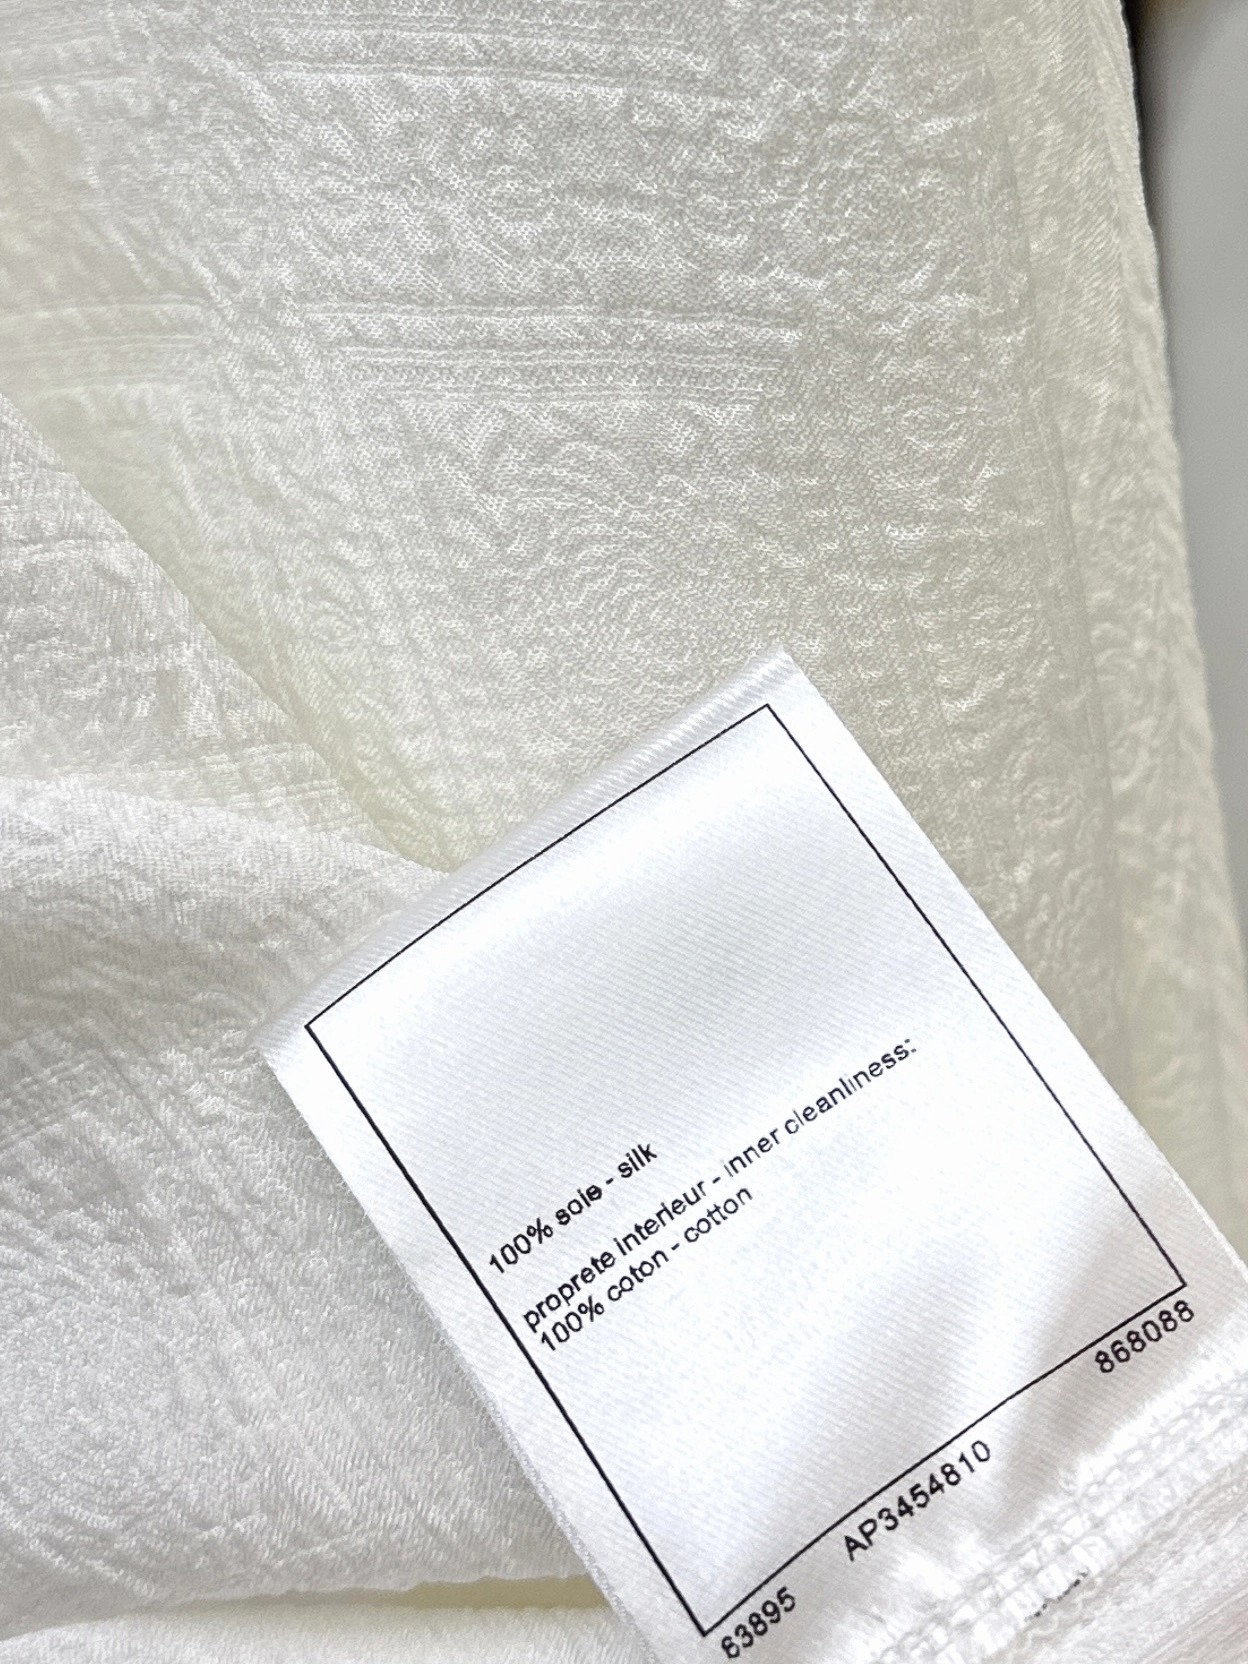 100% soie - silk
proprete interieur - inner cleanliness:
100% coton - cotton
63895 AP3454810 868088